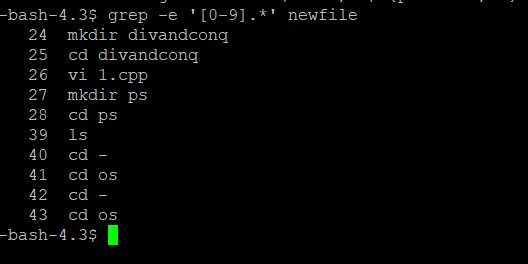 -bash-4.3$ grep -e '[0-9].*' newfile
24 mkdir divandconq
25 cd divandconq
26 vi 1.cpp
27 mkdir ps
28 cd ps
39 ls
40 cd -
41 cd os
42 cd -
43 cd os
-bash-4.3$